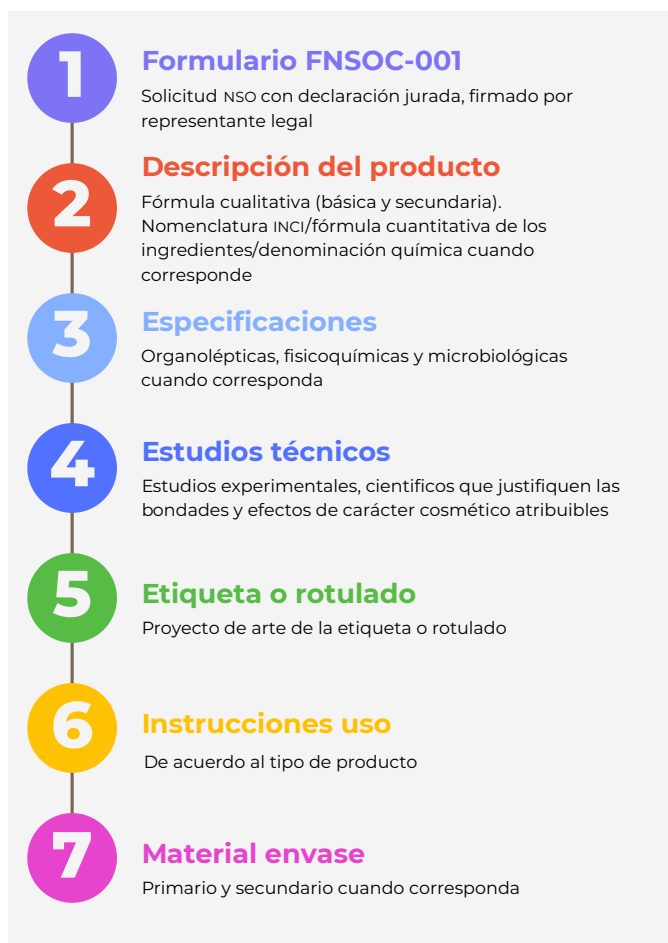 1
Formulario FNSOC-001
Solicitud NSO con declaración jurada, firmado por
representante legal
2
Descripción del producto
Fórmula cualitativa (básica y secundaria).
Nomenclatura INCI/fórmula cuantitativa de los
ingredientes/denominación química cuando
corresponde
3
Especificaciones
Organolépticas, fisicoquímicas y microbiológicas
cuando corresponda
4
Estudios técnicos
Estudios experimentales, cientificos que justifiquen las
bondades y efectos de carácter cosmético atribuibles
5
Etiqueta o rotulado
Proyecto de arte de la etiqueta o rotulado
6
Instrucciones uso
De acuerdo al tipo de producto
7
Material envase
Primario y secundario cuando corresponda